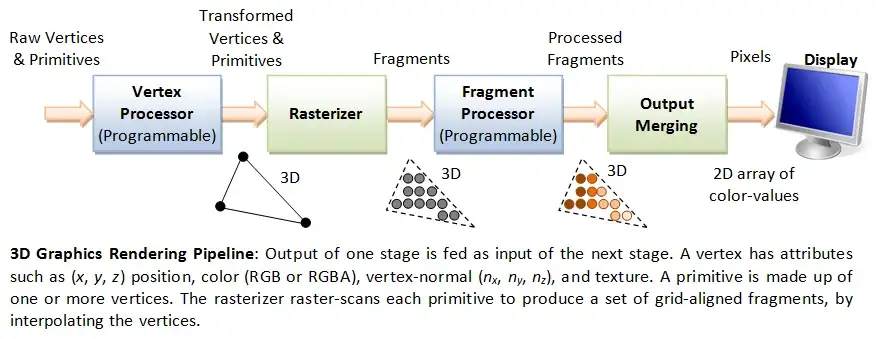 Raw Vertices
& Primitives
Transformed
Vertices &
Primitives
Fragments
Processed
Fragments
Pixels
Display
Vertex
Processor
(Programmable)
Rasterizer
Fragment
Processor
(Programmable)
Output
Merging
3D
3D
3D
2D array of
color-values
3D Graphics Rendering Pipeline: Output of one stage is fed as input of the next stage. A vertex has attributes
such as (x, y, z) position, color (RGB or RGBA), vertex-normal (nx, ny, nz), and texture. A primitive is made up of
one or more vertices. The rasterizer raster-scans each primitive to produce a set of grid-aligned fragments, by
interpolating the vertices.